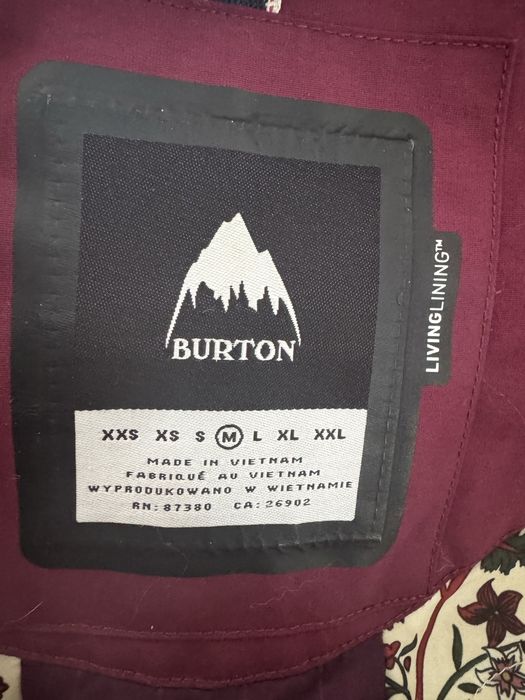 BURTON
LIVINGLINING™
XXS XS S M L XL XXL
MADE IN VIETNAM
FABRIQUÉ AU VIETNAM
WYPRODUKOWANO W WIETNAMIE
RN: 87380 CA: 26902